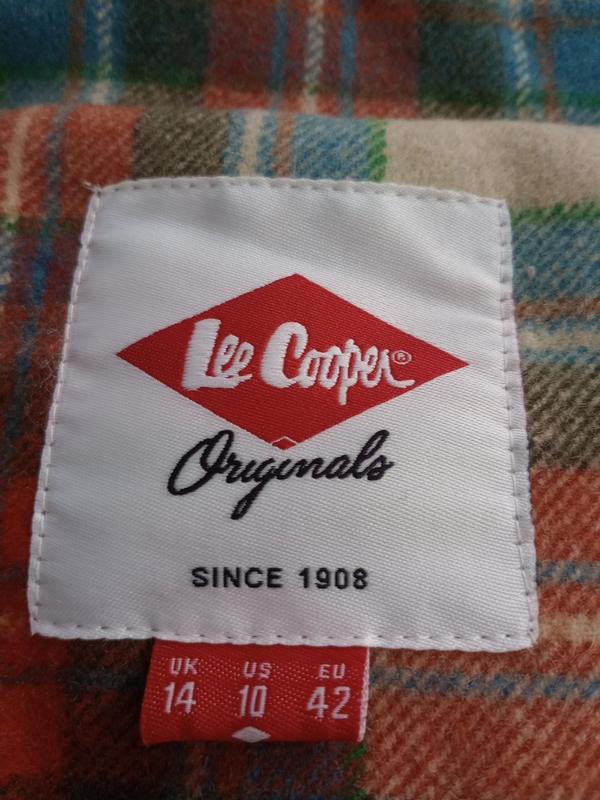 Lee Cooper®
Originals
SINCE 1908
UK US EU
14 10 42